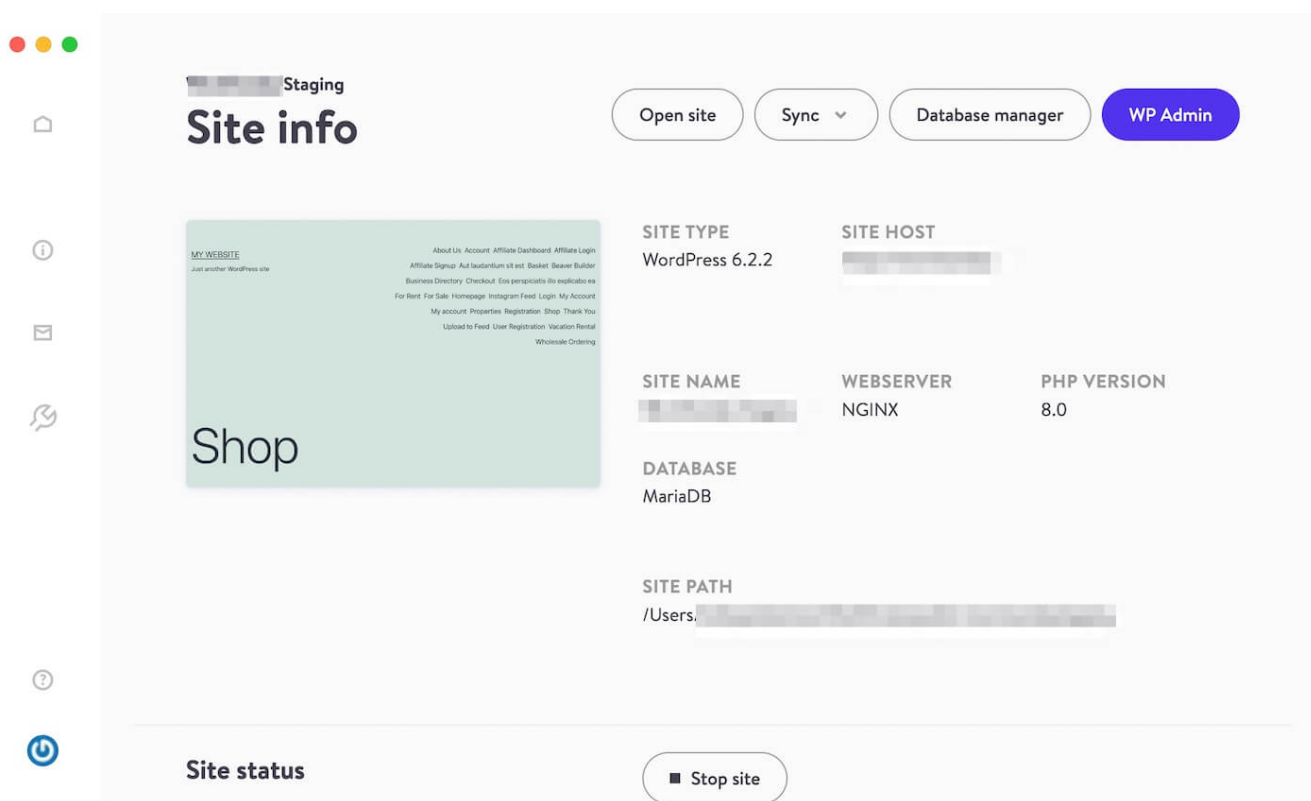 Staging
Site info
Open site
Sync
Database manager
WP Admin
MY WEBSITE
Just another WordPress site
About Us Account Affiliate Dashboard Affiliate Login
Affiliate Signup Aut laudantium sit est Basket Beaver Builder
Business Directory Checkout Eos perspiciatis illo explicabo ea
For Rent For Sale Homepage Instagram Feed Login My Account
My account Properties Registration Shop Thank You
Upload to Feed User Registration Vacation Rental
Wholesale Ordering
Shop
SITE TYPE
WordPress 6.2.2
SITE HOST
SITE NAME
WEBSERVER
NGINX
PHP VERSION
8.0
DATABASE
MariaDB
SITE PATH
/Users
Site status
Stop site